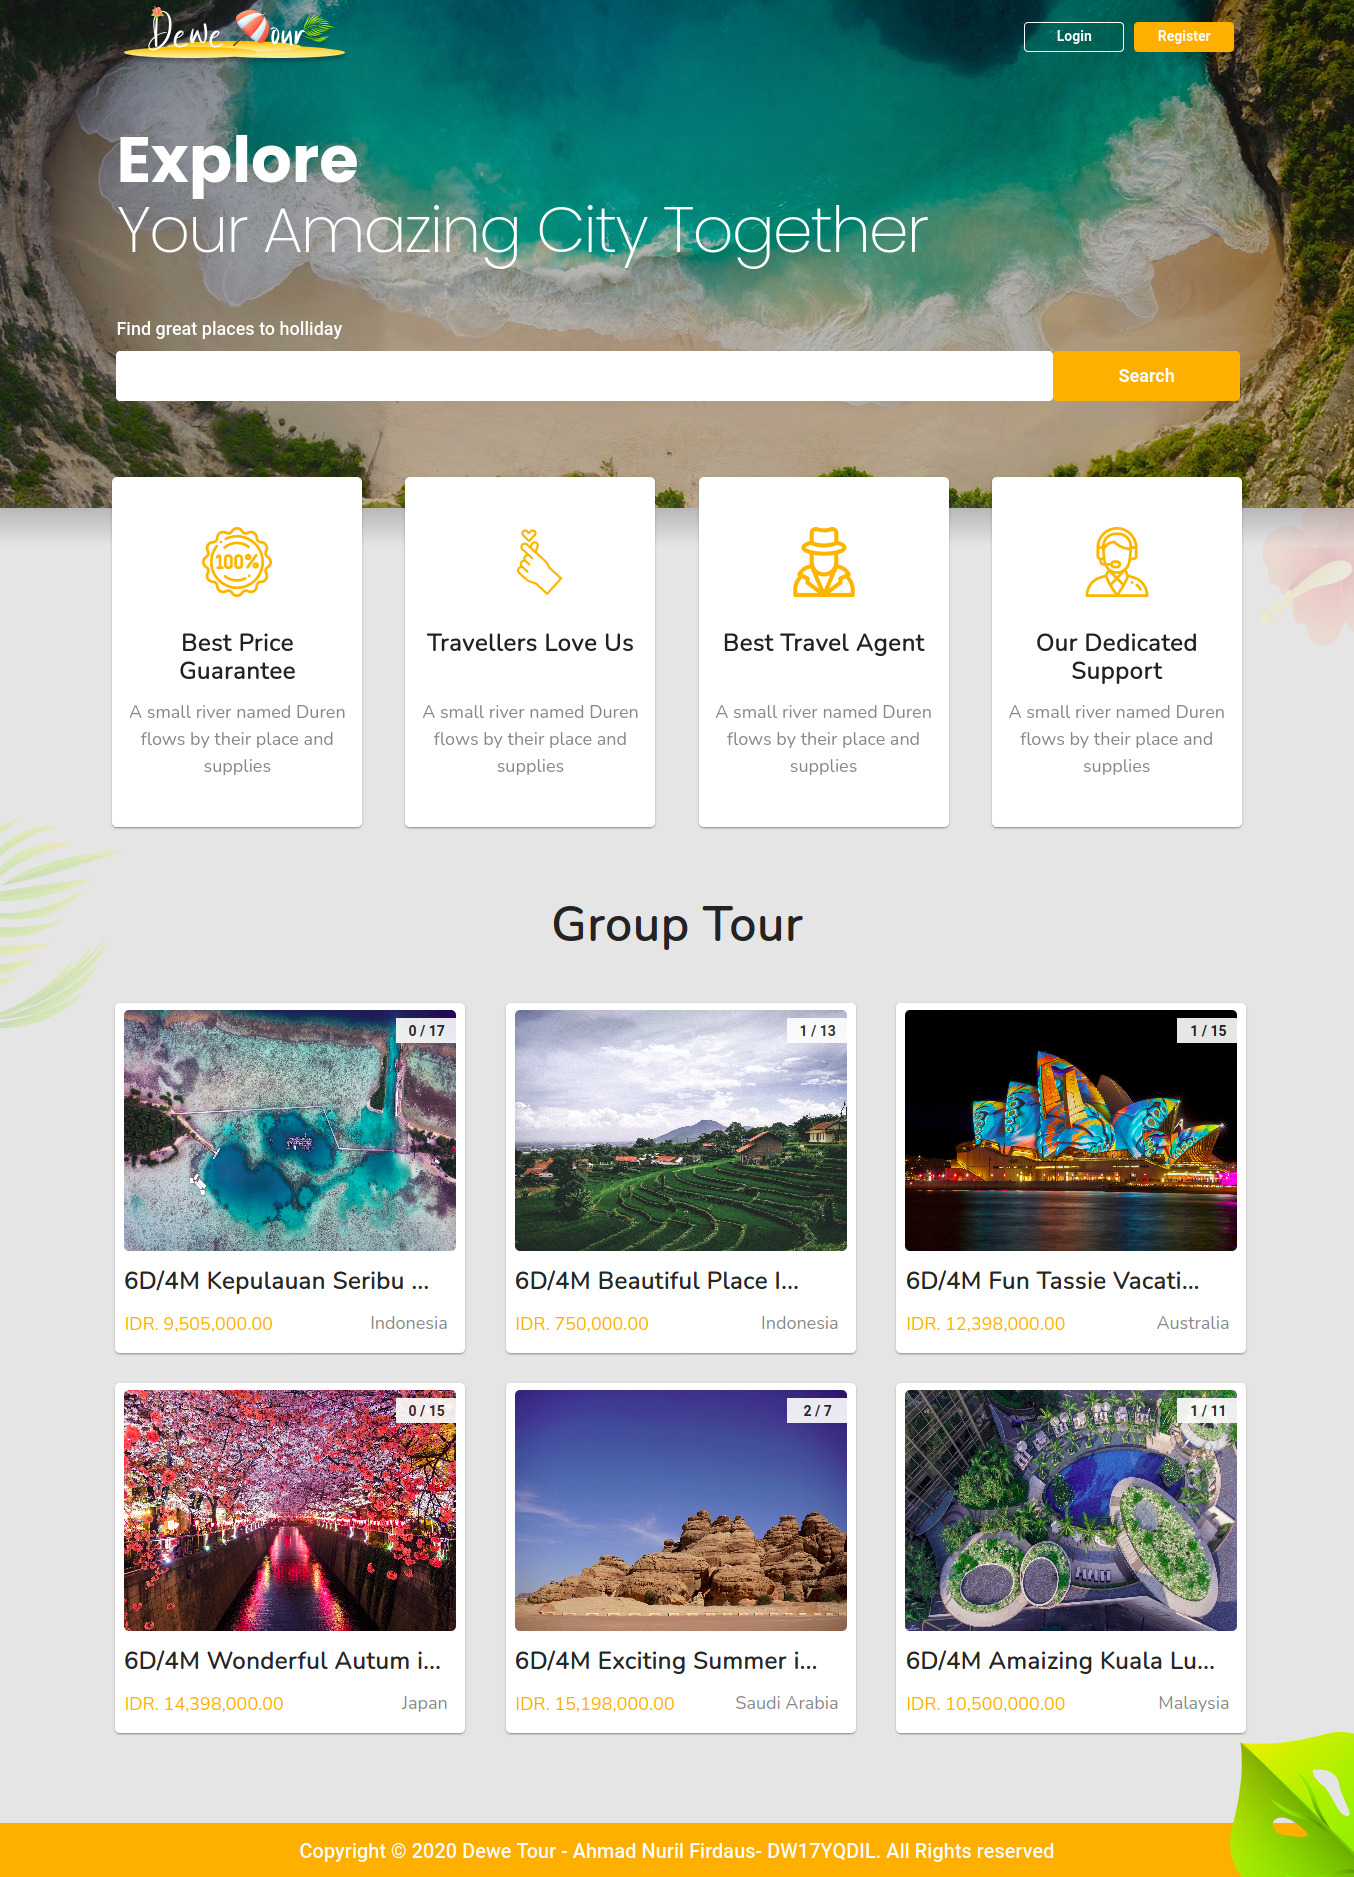 Dewe Tour
Login
Register
Explore
Your Amazing City Together
Find great places to holliday
Search
100%
Best Price
Guarantee
A small river named Duren
flows by their place and
supplies
Travellers Love Us
A small river named Duren
flows by their place and
supplies
Best Travel Agent
A small river named Duren
flows by their place and
supplies
Our Dedicated
Support
A small river named Duren
flows by their place and
supplies
Group Tour
0 / 17
6D/4M Kepulauan Seribu ...
IDR. 9,505,000.00
Indonesia
1 / 13
6D/4M Beautiful Place I...
IDR. 750,000.00
Indonesia
1 / 15
6D/4M Fun Tassie Vacati...
IDR. 12,398,000.00
Australia
0 / 15
6D/4M Wonderful Autum i...
IDR. 14,398,000.00
Japan
2 / 7
6D/4M Exciting Summer i...
IDR. 15,198,000.00
Saudi Arabia
1 / 11
6D/4M Amaizing Kuala Lu...
IDR. 10,500,000.00
Malaysia
Copyright © 2020 Dewe Tour - Ahmad Nuril Firdaus- DW17YQDIL. All Rights reserved